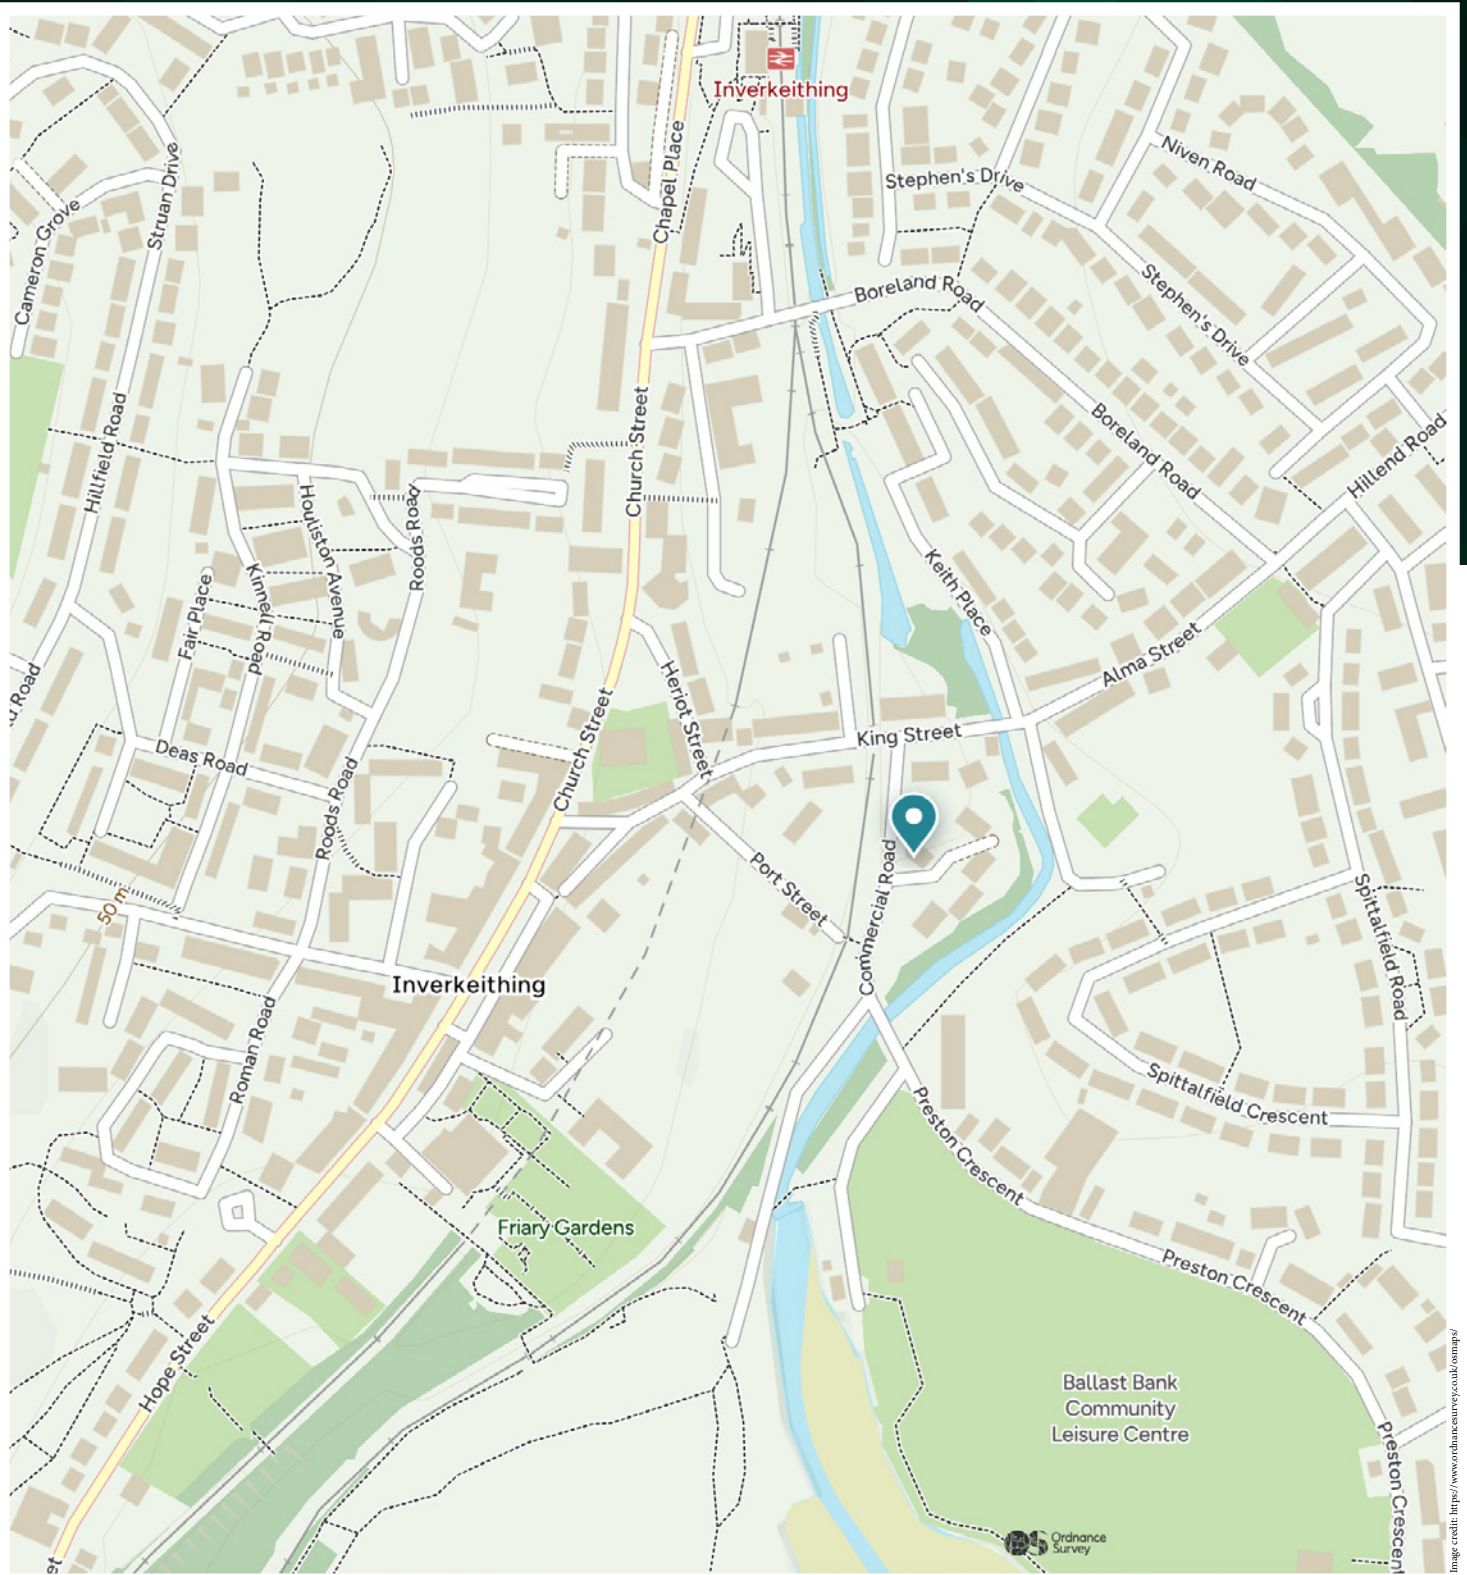 Inverkeithing
Chapel Place
Niven Road
Stephen's Drive
Struan Drive
Cameron Grove
Boreland Road
Stephen's Drive
Hillfield Road
Church Street
Boreland Road
Hillend Road
Houliston Avenue
Roods Road
Keith Place
Kinnell Road
Fair Place
Alma Street
Heriot Street
d Road
Church Street
King Street
Deas Road
Roods Road
Port Street
Commercial Road
50 m
Spittalfield Road
Inverkeithing
Roman Road
Spittalfield Crescent
Preston Crescent
Friary Gardens
Preston Crescent
Hope Street
Ballast Bank
Community
Leisure Centre
Preston Crescent
OS Ordnance
Survey
et
Image credit: https://www.ordnancesurvey.co.uk/osmaps/